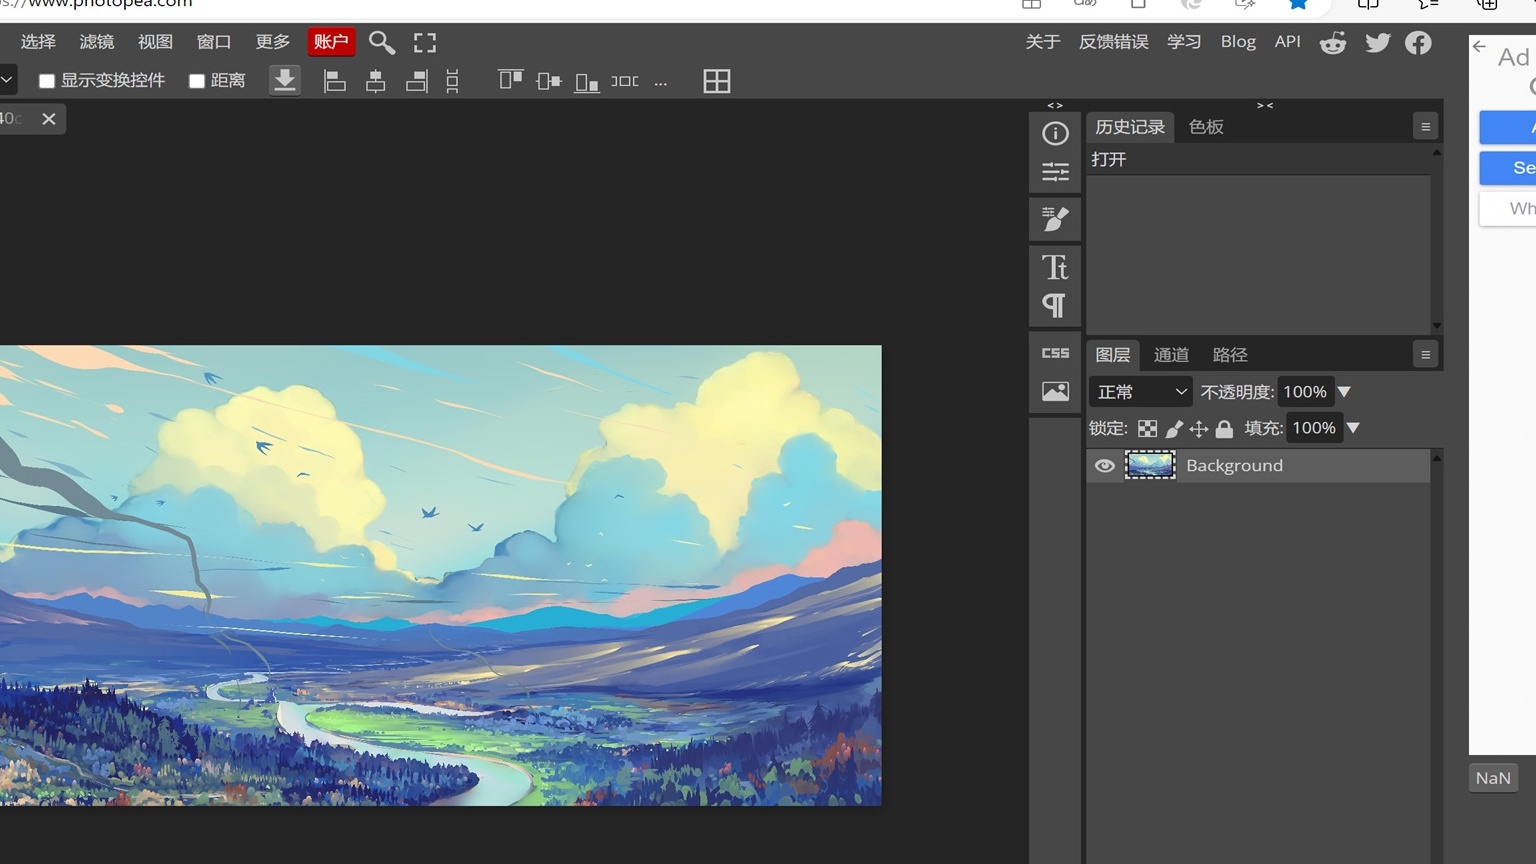 www.photopea.com
选择 滤镜 视图 窗口 更多 账户 关于 反馈错误 学习 Blog API
显示变换控件 距离 ...
< > > <
历史记录 色板
打开
图层 通道 路径
正常 不透明度: 100%
锁定: 填充: 100%
Background
CSS
Ad
Se
Wh
NaN